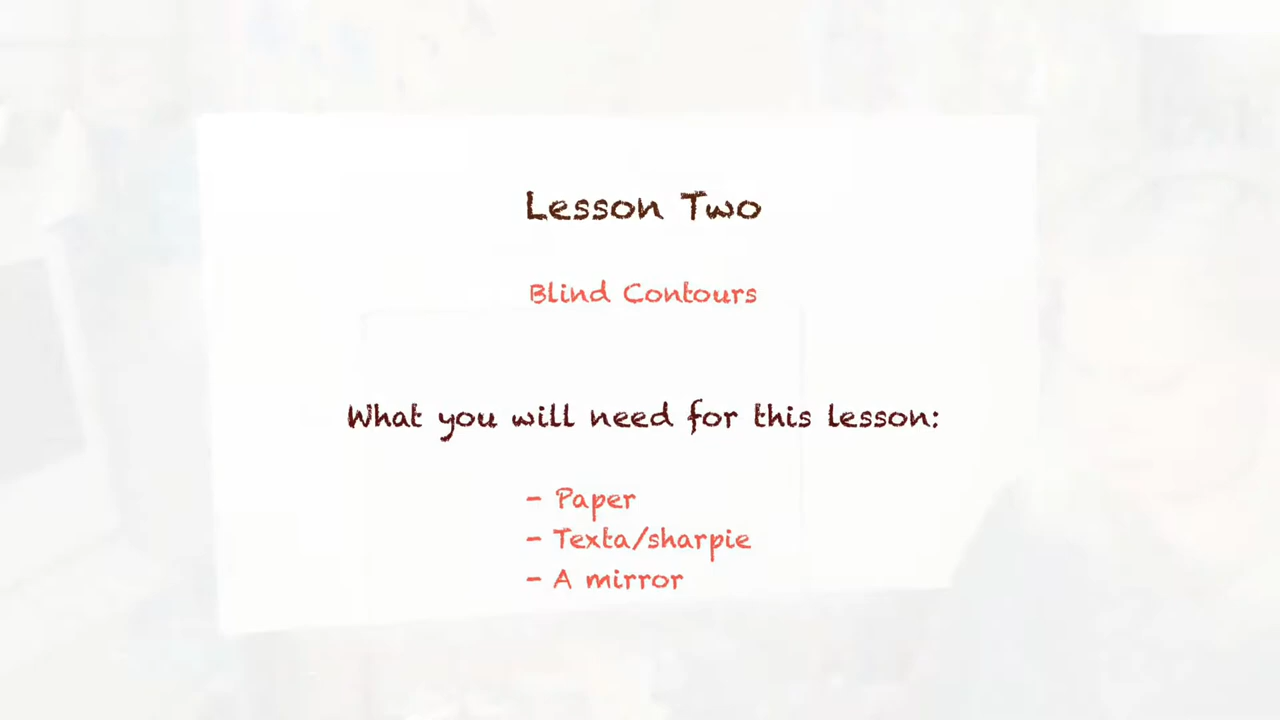 Lesson Two
Blind Contours
What you will need for this lesson:
- Paper
- Texta/sharpie
- A mirror